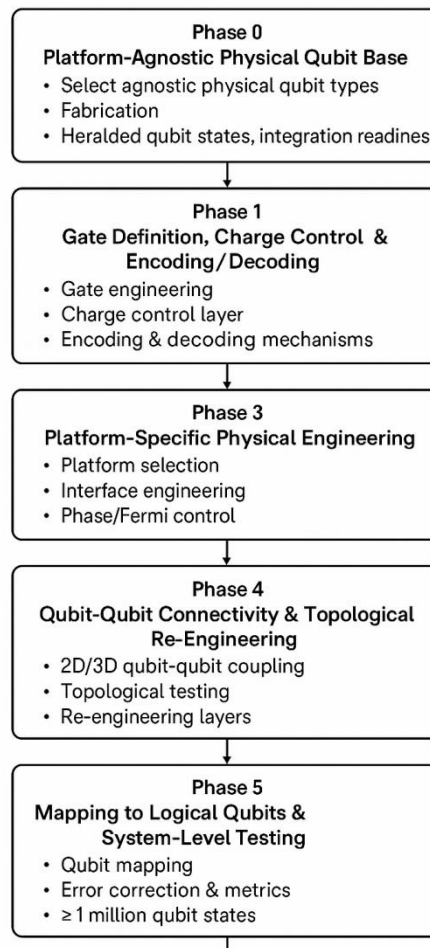 Phase 0
Platform-Agnostic Physical Qubit Base
• Select agnostic physical qubit types
• Fabrication
• Heralded qubit states, integration readines
Phase 1
Gate Definition, Charge Control &
Encoding/Decoding
• Gate engineering
• Charge control layer
• Encoding & decoding mechanisms
Phase 3
Platform-Specific Physical Engineering
• Platform selection
• Interface engineering
• Phase/Fermi control
Phase 4
Qubit-Qubit Connectivity & Topological
Re-Engineering
• 2D/3D qubit-qubit coupling
• Topological testing
• Re-engineering layers
Phase 5
Mapping to Logical Qubits &
System-Level Testing
• Qubit mapping
• Error correction & metrics
• ≥ 1 million qubit states